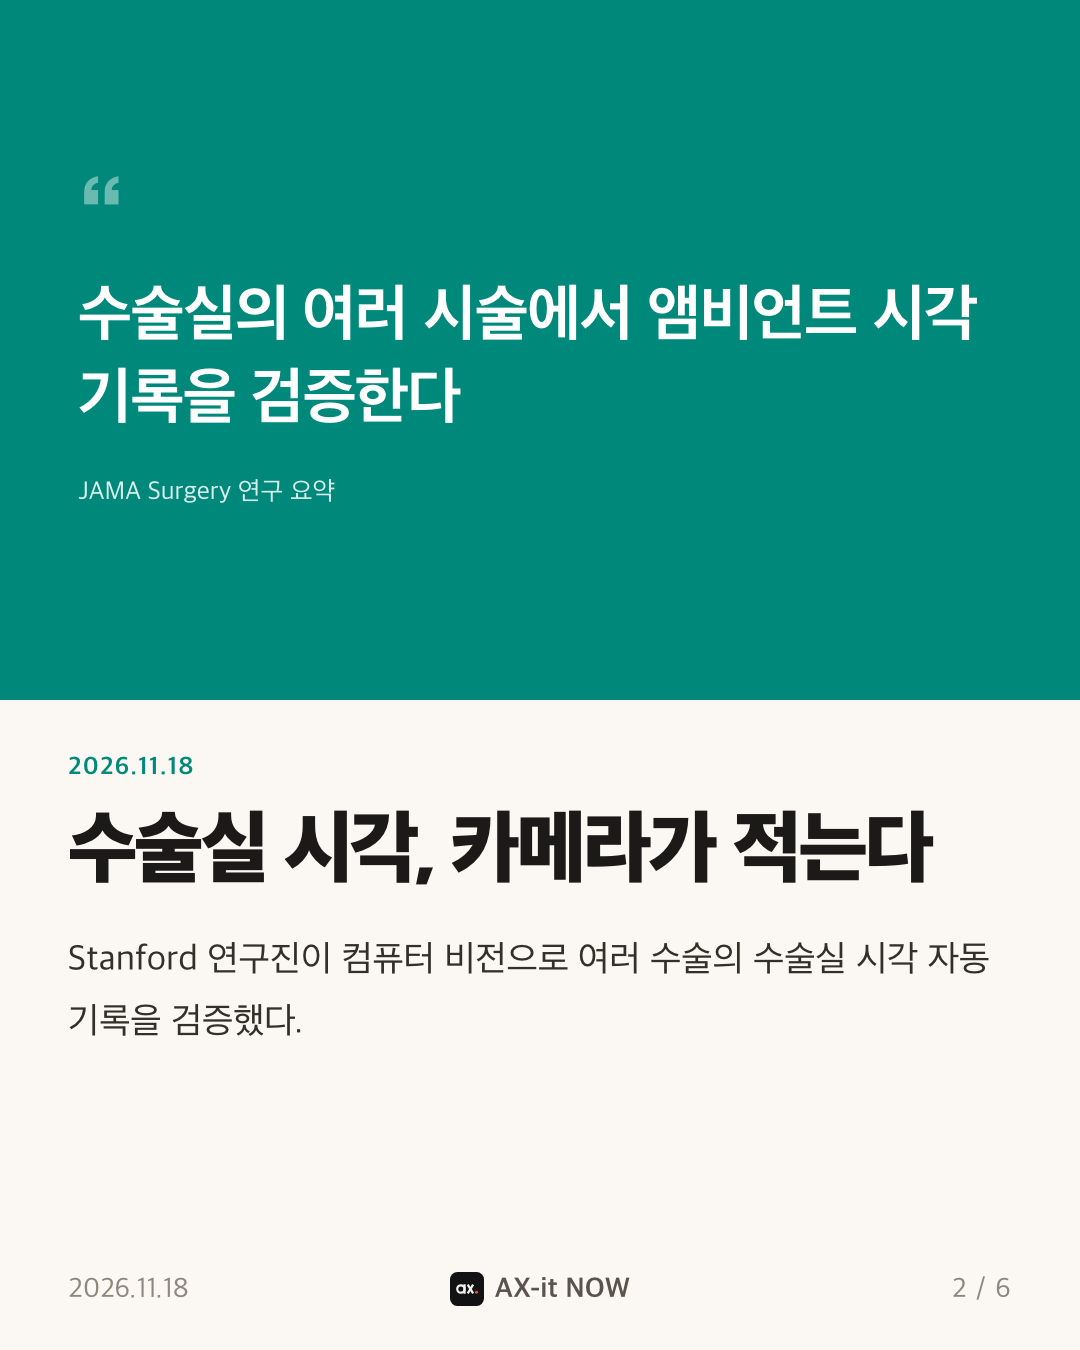 “
수술실의 여러 시술에서 앰비언트 시각
기록을 검증한다
JAMA Surgery 연구 요약
2026.11.18
수술실 시각, 카메라가 적는다
Stanford 연구진이 컴퓨터 비전으로 여러 수술의 수술실 시각 자동
기록을 검증했다.
2026.11.18
ax. AX-it NOW
2 / 6